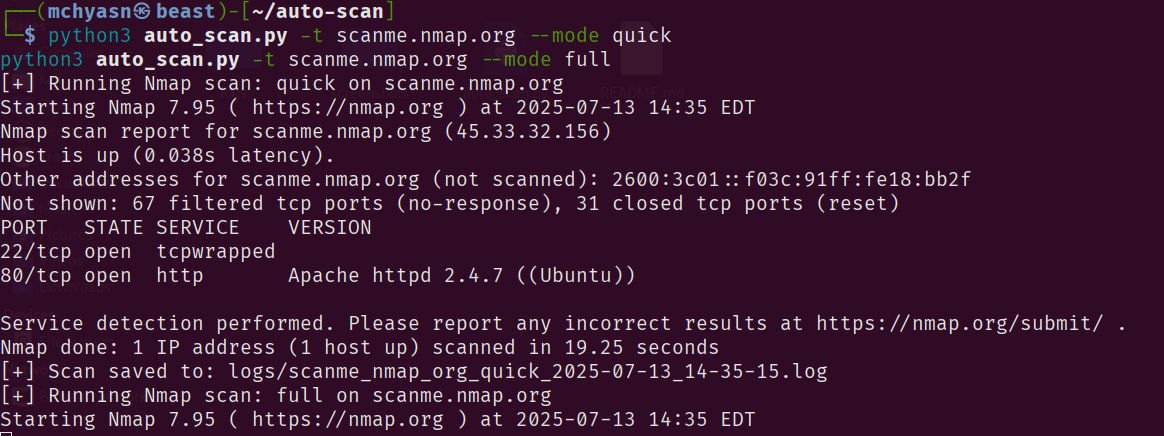 ┌──(mchyasn㉿beast)-[~/auto-scan]
└─$ python3 auto_scan.py -t scanme.nmap.org --mode quick
python3 auto_scan.py -t scanme.nmap.org --mode full
[+] Running Nmap scan: quick on scanme.nmap.org
Starting Nmap 7.95 ( https://nmap.org ) at 2025-07-13 14:35 EDT
Nmap scan report for scanme.nmap.org (45.33.32.156)
Host is up (0.038s latency).
Other addresses for scanme.nmap.org (not scanned): 2600:3c01::f03c:91ff:fe18:bb2f
Not shown: 67 filtered tcp ports (no-response), 31 closed tcp ports (reset)
PORT   STATE SERVICE    VERSION
22/tcp open  tcpwrapped
80/tcp open  http       Apache httpd 2.4.7 ((Ubuntu))
Service detection performed. Please report any incorrect results at https://nmap.org/submit/ .
Nmap done: 1 IP address (1 host up) scanned in 19.25 seconds
[+] Scan saved to: logs/scanme_nmap_org_quick_2025-07-13_14-35-15.log
[+] Running Nmap scan: full on scanme.nmap.org
Starting Nmap 7.95 ( https://nmap.org ) at 2025-07-13 14:35 EDT